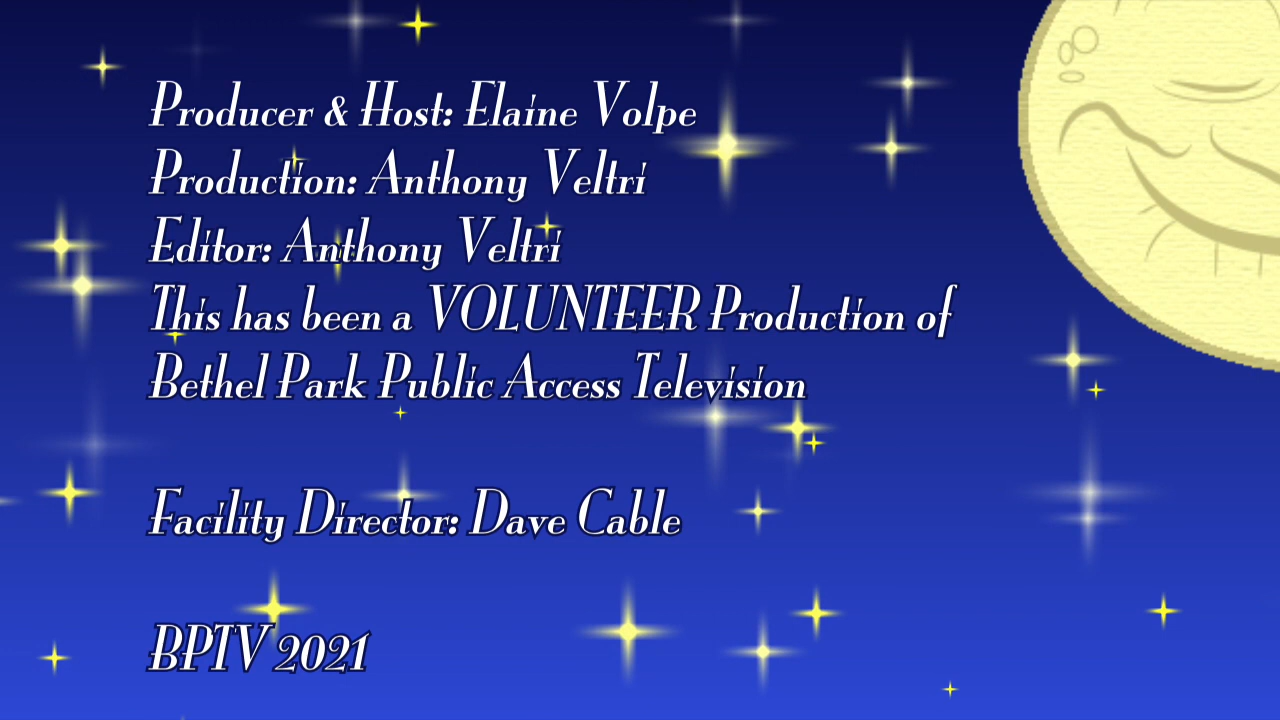 Producer & Host: Elaine Volpe
Production: Anthony Veltri
Editor: Anthony Veltri
This has been a VOLUNTEER Production of
Bethel Park Public Access Television
Facility Director: Dave Cable
BPTV 2021